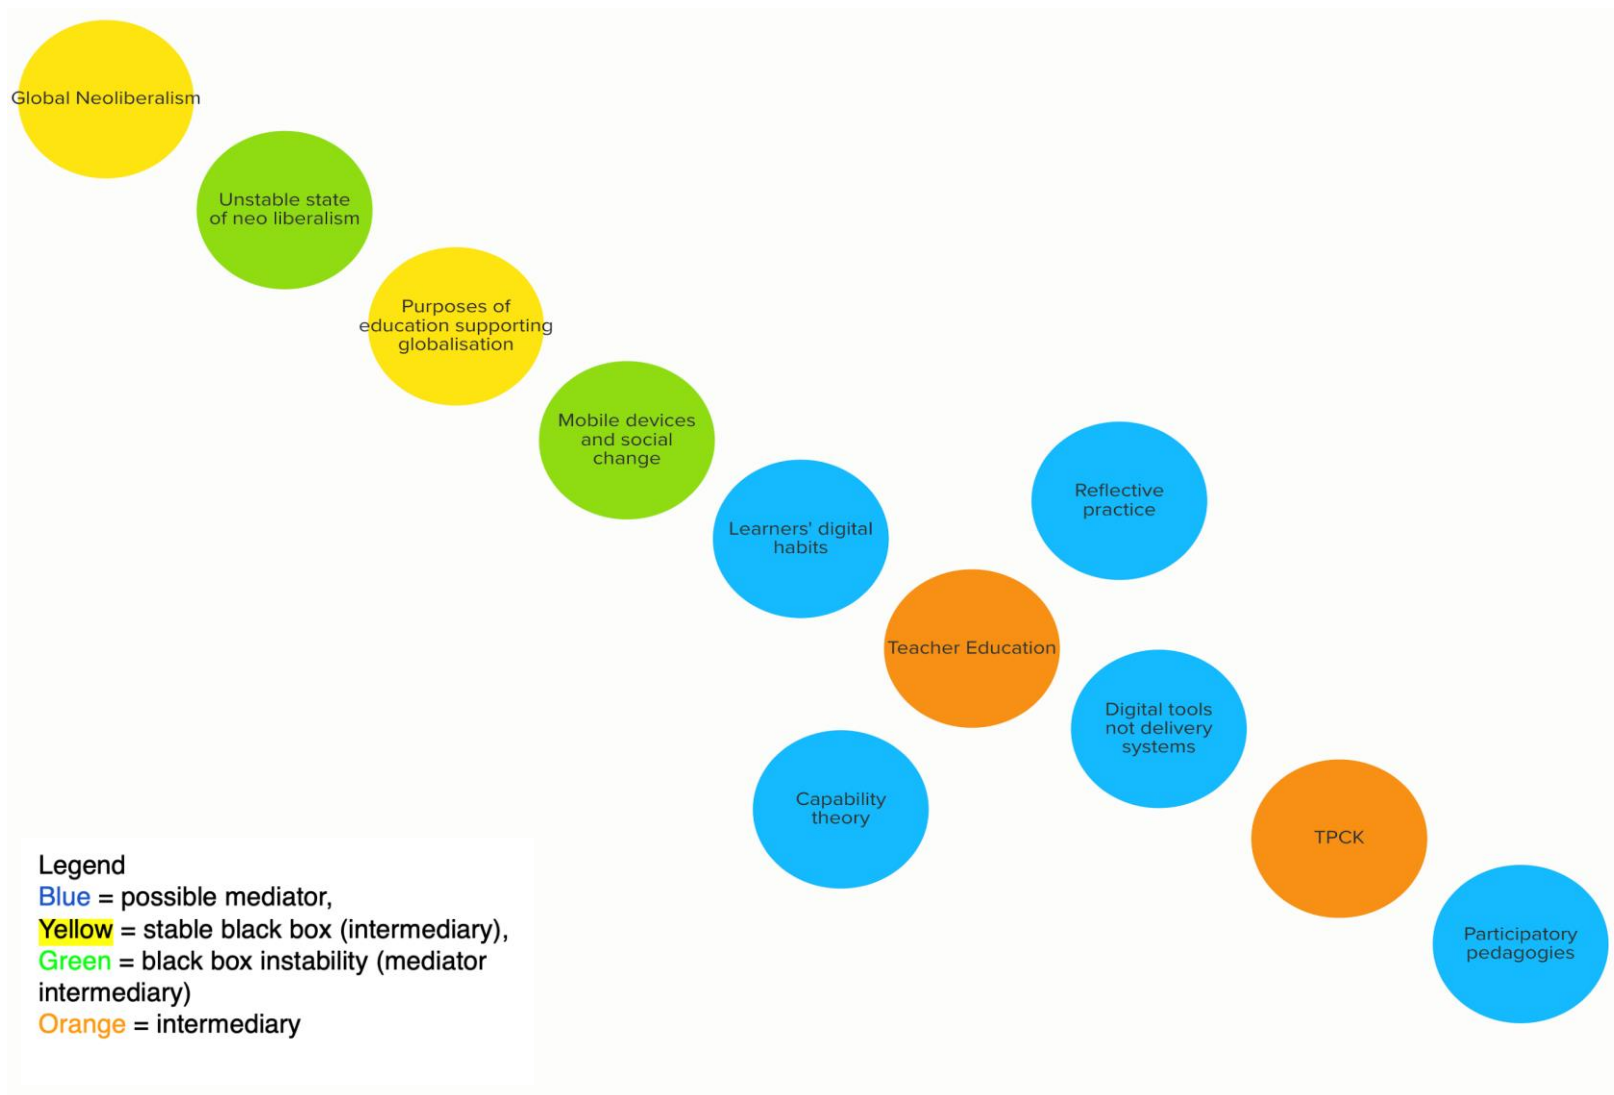 Global Neoliberalism
Unstable state
of neo liberalism
Purposes of
education supporting
globalisation
Mobile devices
and social
change
Learners' digital
habits
Reflective
practice
Teacher Education
Digital tools
not delivery
systems
Capability
theory
TPCK
Participatory
pedagogies
Legend
Blue = possible mediator,
Yellow = stable black box (intermediary),
Green = black box instability (mediator
intermediary)
Orange = intermediary